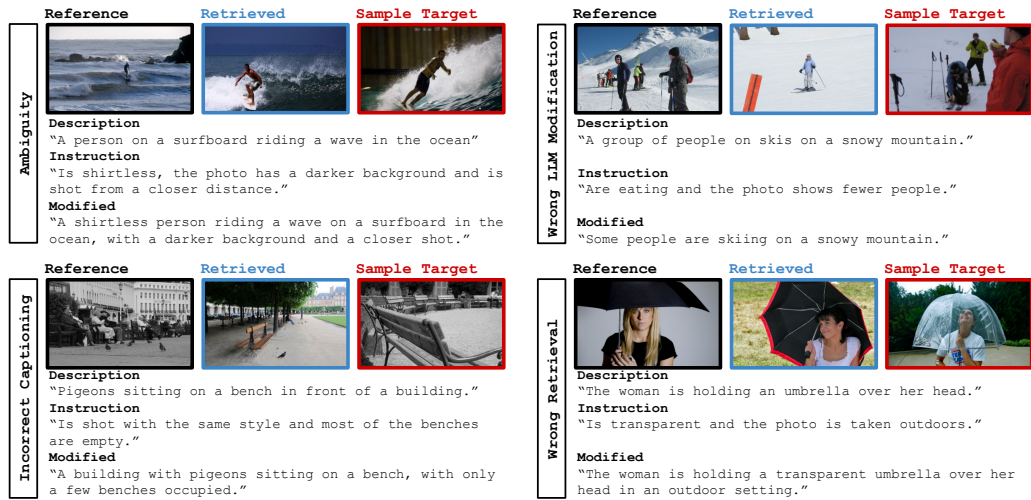 Ambiguity
Reference Retrieved Sample Target
Description
“A person on a surfboard riding a wave in the ocean”
Instruction
“Is shirtless, the photo has a darker background and is
shot from a closer distance.”
Modified
“A shirtless person riding a wave on a surfboard in the
ocean, with a darker background and a closer shot.”
Wrong LLM Modification
Reference Retrieved Sample Target
Description
“A group of people on skis on a snowy mountain.”
Instruction
“Are eating and the photo shows fewer people.”
Modified
“Some people are skiing on a snowy mountain.”
Incorrect Captioning
Reference Retrieved Sample Target
Description
“Pigeons sitting on a bench in front of a building.”
Instruction
“Is shot with the same style and most of the benches
are empty.”
Modified
“A building with pigeons sitting on a bench, with only
a few benches occupied.”
Wrong Retrieval
Reference Retrieved Sample Target
Description
“The woman is holding an umbrella over her head.”
Instruction
“Is transparent and the photo is taken outdoors.”
Modified
“The woman is holding a transparent umbrella over her
head in an outdoor setting.”